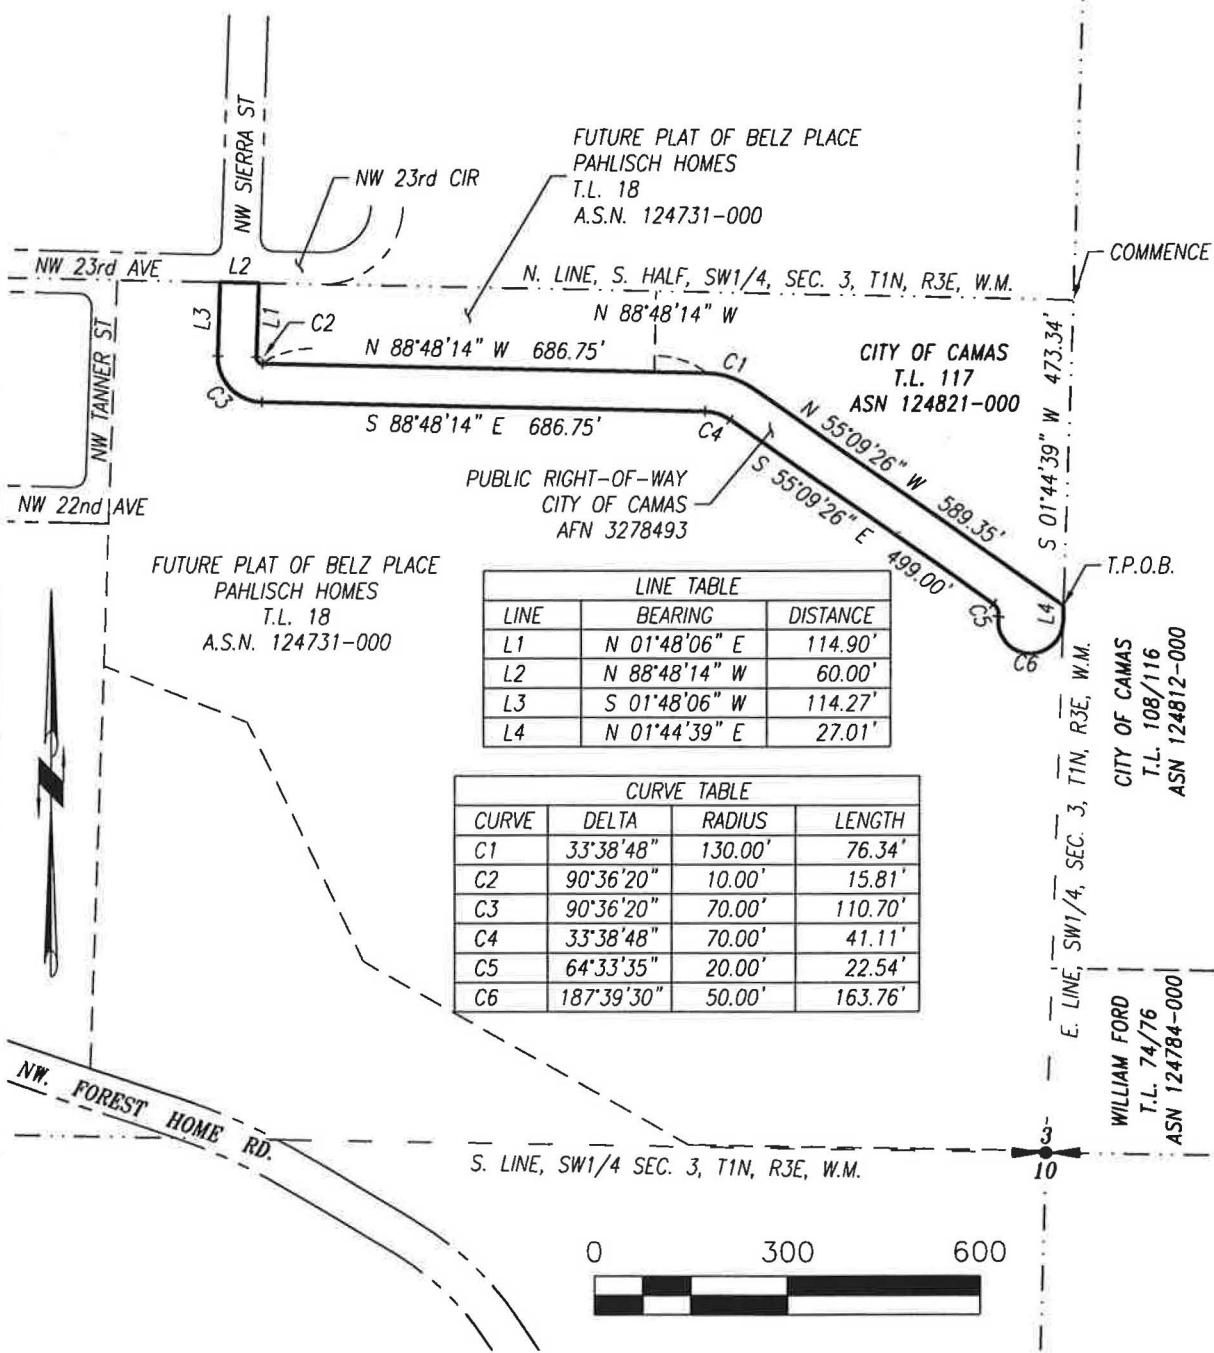 NW SIERRA ST
NW 23rd CIR
FUTURE PLAT OF BELZ PLACE
PAHLISCH HOMES
T.L. 18
A.S.N. 124731-000
COMMENCE
NW 23rd AVE
L2
N. LINE, S. HALF, SW1/4, SEC. 3, T1N, R3E, W.M.
N 88°48'14" W
L3
L1
C2
N 88°48'14" W 686.75'
C1
CITY OF CAMAS
T.L. 117
ASN 124821-000
S 01°44'39" W 473.34'
NW TANNER ST
C3
S 88°48'14" E 686.75'
C4
N 55°09'26" W 589.35'
S 55°09'26" E 499.00'
PUBLIC RIGHT-OF-WAY
CITY OF CAMAS
AFN 3278493
NW 22nd AVE
T.P.O.B.
L4
C5
C6
FUTURE PLAT OF BELZ PLACE
PAHLISCH HOMES
T.L. 18
A.S.N. 124731-000
LINE TABLE
LINE BEARING DISTANCE
L1 N 01°48'06" E 114.90'
L2 N 88°48'14" W 60.00'
L3 S 01°48'06" W 114.27'
L4 N 01°44'39" E 27.01'
CITY OF CAMAS
T.L. 108/116
ASN 124812-000
E. LINE, SW1/4, SEC. 3, T1N, R3E, W.M.
CURVE TABLE
CURVE DELTA RADIUS LENGTH
C1 33°38'48" 130.00' 76.34'
C2 90°36'20" 10.00' 15.81'
C3 90°36'20" 70.00' 110.70'
C4 33°38'48" 70.00' 41.11'
C5 64°33'35" 20.00' 22.54'
C6 187°39'30" 50.00' 163.76'
WILLIAM FORD
T.L. 74/76
ASN 124784-000
NW. FOREST HOME RD.
S. LINE, SW1/4 SEC. 3, T1N, R3E, W.M.
3
10
0 300 600